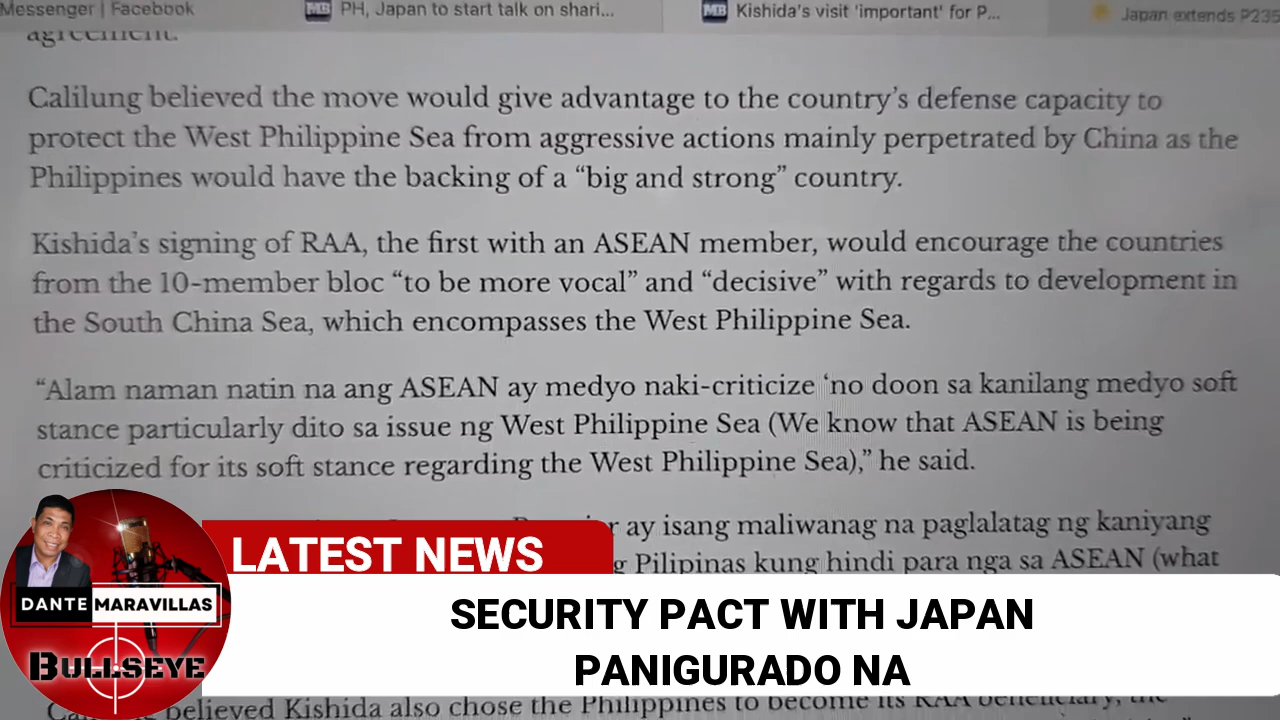 Messenger | Facebook
MB PH, Japan to start talk on shari...
MB Kishida's visit 'important' for P...
Japan extends P235
agreement.
Calilung believed the move would give advantage to the country's defense capacity to
protect the West Philippine Sea from aggressive actions mainly perpetrated by China as the
Philippines would have the backing of a “big and strong” country.
Kishida's signing of RAA, the first with an ASEAN member, would encourage the countries
from the 10-member bloc “to be more vocal” and “decisive” with regards to development in
the South China Sea, which encompasses the West Philippine Sea.
“Alam naman natin na ang ASEAN ay medyo naki-criticize ‘no doon sa kanilang medyo soft
stance particularly dito sa issue ng West Philippine Sea (We know that ASEAN is being
criticized for its soft stance regarding the West Philippine Sea),” he said.
ay isang maliwanag na paglalatag ng kaniyang
Pilipinas kung hindi para nga sa ASEAN (what
LATEST NEWS
DANTE MARAVILLAS
BULLSEYE
SECURITY PACT WITH JAPAN
PANIGURADO NA
believed Kishida also chose the Philippines to become its RAA beneficiary, the